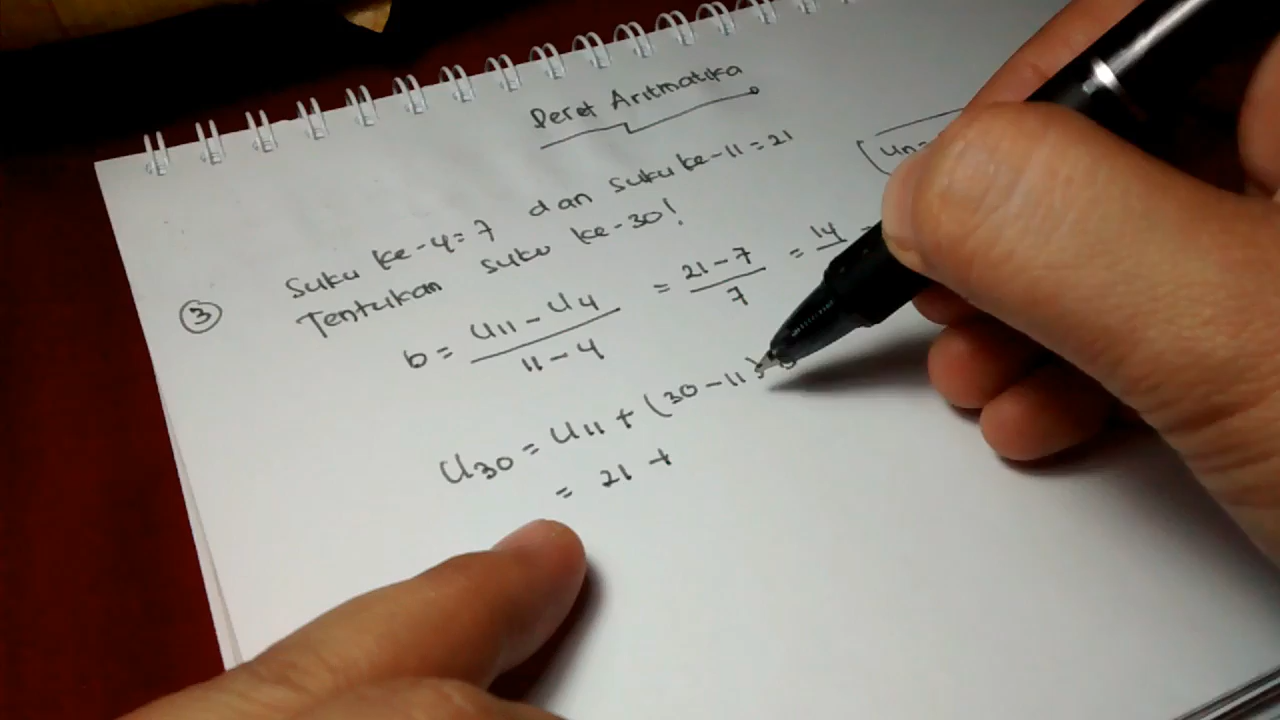 Deret Aritmatika
(Un=
③ Suku ke-4=7 dan suku ke-11=21
Tentukan suku ke-30!
b = U11 - U4 / 11 - 4 = 21 - 7 / 7 = 14
U30 = U11 + (30 - 11)
= 21 +